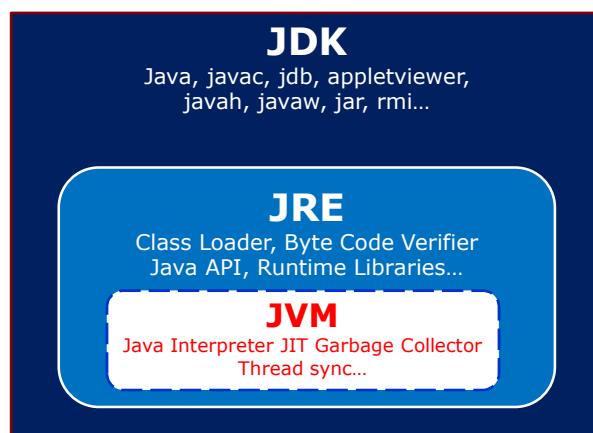 JDK
Java, javac, jdb, appletviewer,
javah, javaw, jar, rmi…
JRE
Class Loader, Byte Code Verifier
Java API, Runtime Libraries…
JVM
Java Interpreter JIT Garbage Collector
Thread sync…